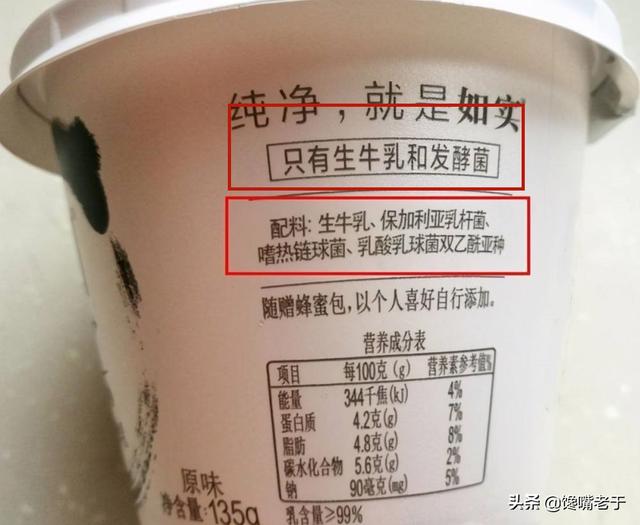 纯净，就是如实
只有生牛乳和发酵菌
配料: 生牛乳、保加利亚乳杆菌、
嗜热链球菌、乳酸乳球菌双乙酰亚种
随赠蜂蜜包，以个人喜好自行添加。
营养成分表
项目 每100克(g) 营养素参考值%
能量 344千焦(kJ) 4%
蛋白质 4.2克(g) 7%
脂肪 4.8克(g) 8%
碳水化合物 5.6克(g) 2%
钠 90毫克(mg) 5%
乳含量≥99%
原味
净含量:135g
头条 @馋嘴老于